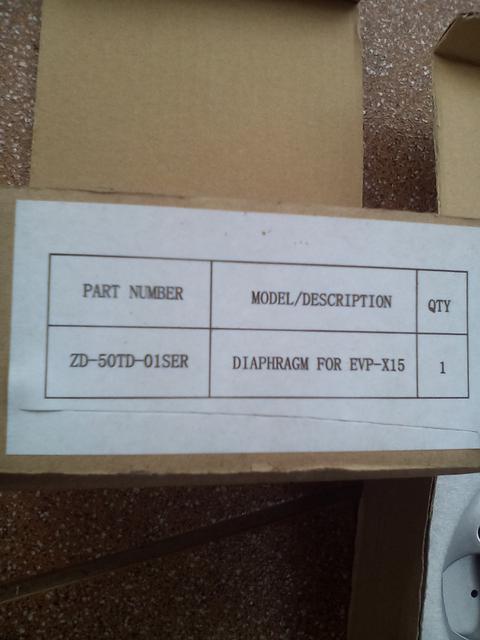 PART NUMBER MODEL/DESCRIPTION QTY
ZD-50TD-01SER DIAPHRAGM FOR EVP-X15 1